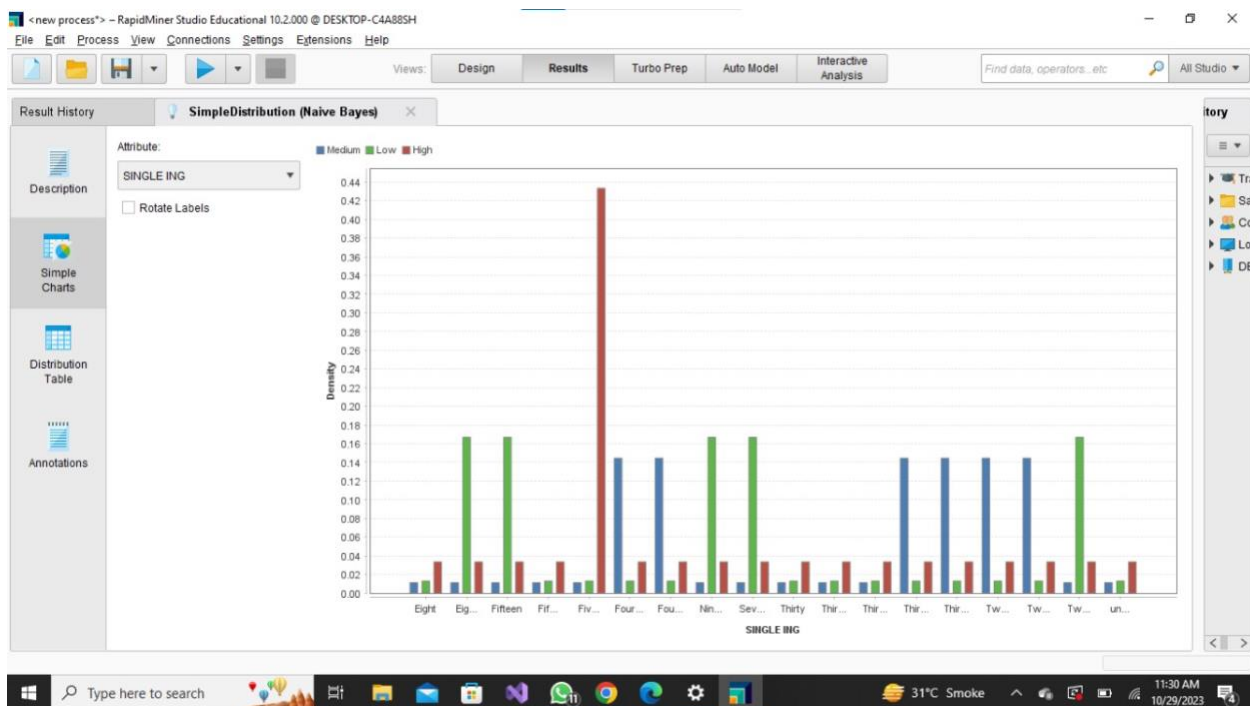 <new process*> – RapidMiner Studio Educational 10.2.000 @ DESKTOP-C4A88SH
File Edit Process View Connections Settings Extensions Help
Views: Design Results Turbo Prep Auto Model Interactive Analysis Find data, operators...etc All Studio
Result History SimpleDistribution (Naive Bayes) itory
Description
Simple Charts
Distribution Table
Annotations
Attribute:
SINGLE ING
Rotate Labels
Medium Low High
0.44
0.42
0.40
0.38
0.36
0.34
0.32
0.30
0.28
0.26
0.24
0.22
0.20
0.18
0.16
0.14
0.12
0.10
0.08
0.06
0.04
0.02
0.00
Density
Eight Eig... Fifteen Fif... Fiv... Four... Fou... Nin... Sev... Thirty Thir... Thir... Thir... Thir... Tw... Tw... Tw... un...
SINGLE ING
Tra
Sa
Co
Lo
DB
Type here to search 31°C Smoke 11:30 AM
10/29/2023